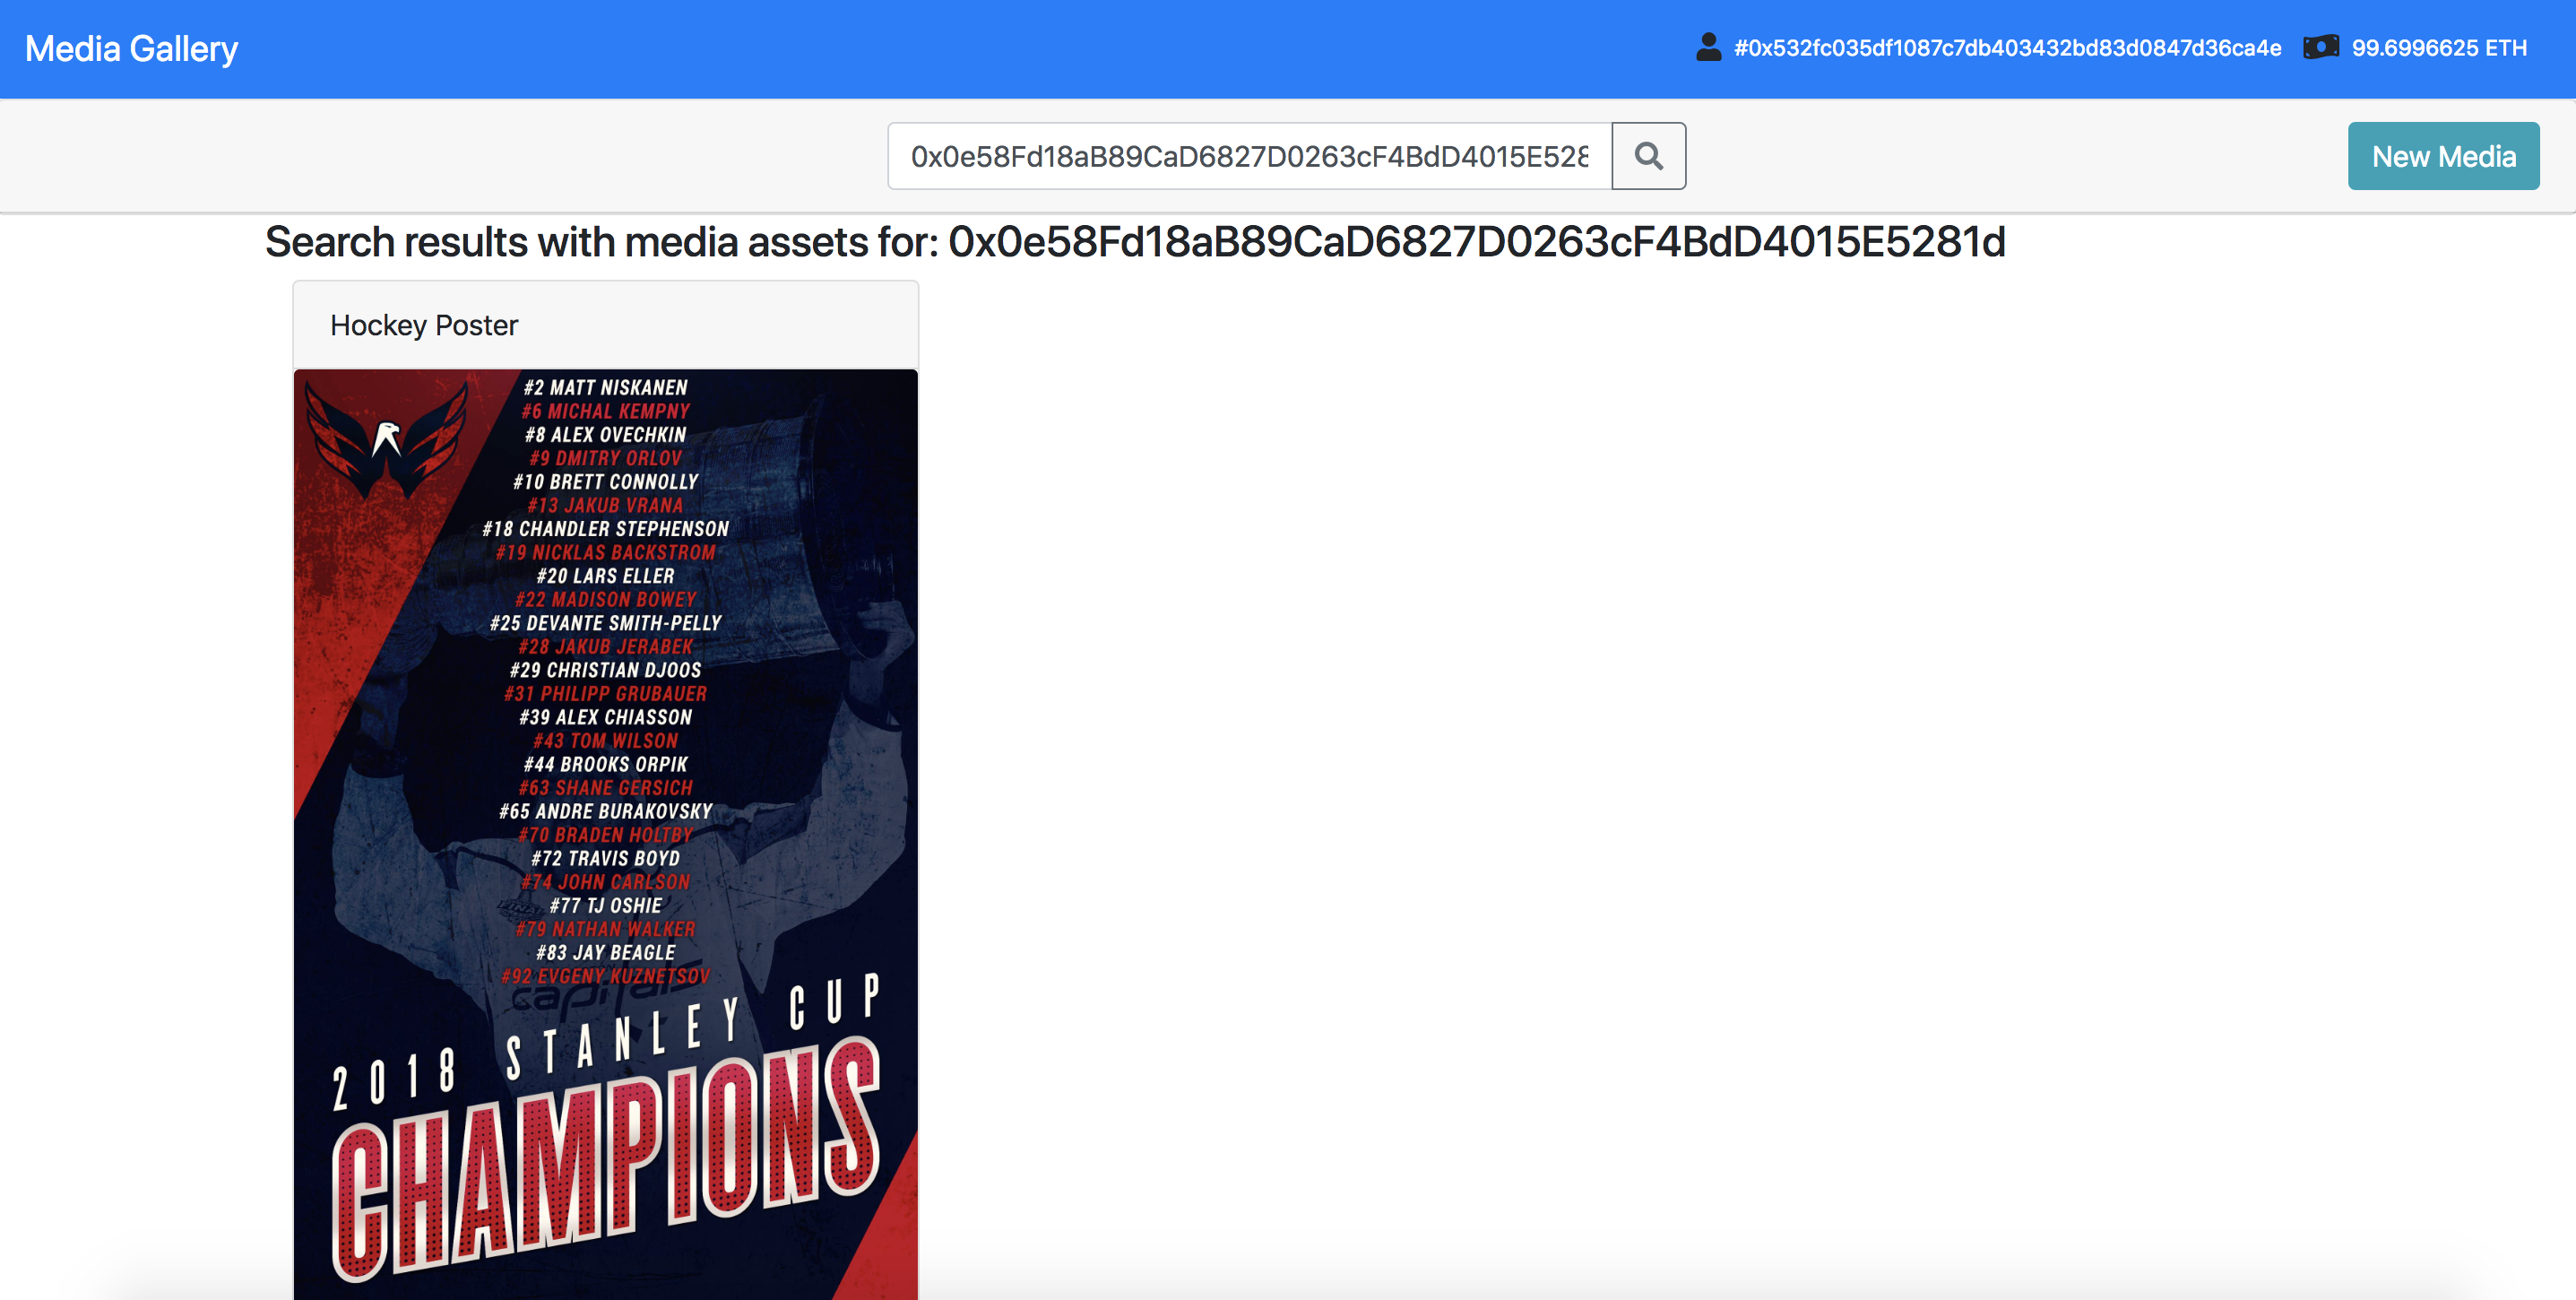 Media Gallery
#0x532fc035df1087c7db403432bd83d0847d36ca4e 99.6996625 ETH
0x0e58Fd18aB89CaD6827D0263cF4BdD4015E528
New Media
Search results with media assets for: 0x0e58Fd18aB89CaD6827D0263cF4BdD4015E5281d
Hockey Poster
#2 MATT NISKANEN
#6 MICHAL KEMPNY
#8 ALEX OVECHKIN
#9 DMITRY ORLOV
#10 BRETT CONNOLLY
#13 JAKUB VRANA
#18 CHANDLER STEPHENSON
#19 NICKLAS BACKSTROM
#20 LARS ELLER
#22 MADISON BOWEY
#25 DEVANTE SMITH-PELLY
#28 JAKUB JERABEK
#29 CHRISTIAN DJOOS
#31 PHILIPP GRUBAUER
#39 ALEX CHIASSON
#43 TOM WILSON
#44 BROOKS ORPIK
#63 SHANE GERSICH
#65 ANDRE BURAKOVSKY
#70 BRADEN HOLTBY
#72 TRAVIS BOYD
#74 JOHN CARLSON
#77 TJ OSHIE
#79 NATHAN WALKER
#83 JAY BEAGLE
#92 EVGENY KUZNETSOV
capitals
2018 STANLEY CUP
CHAMPIONS